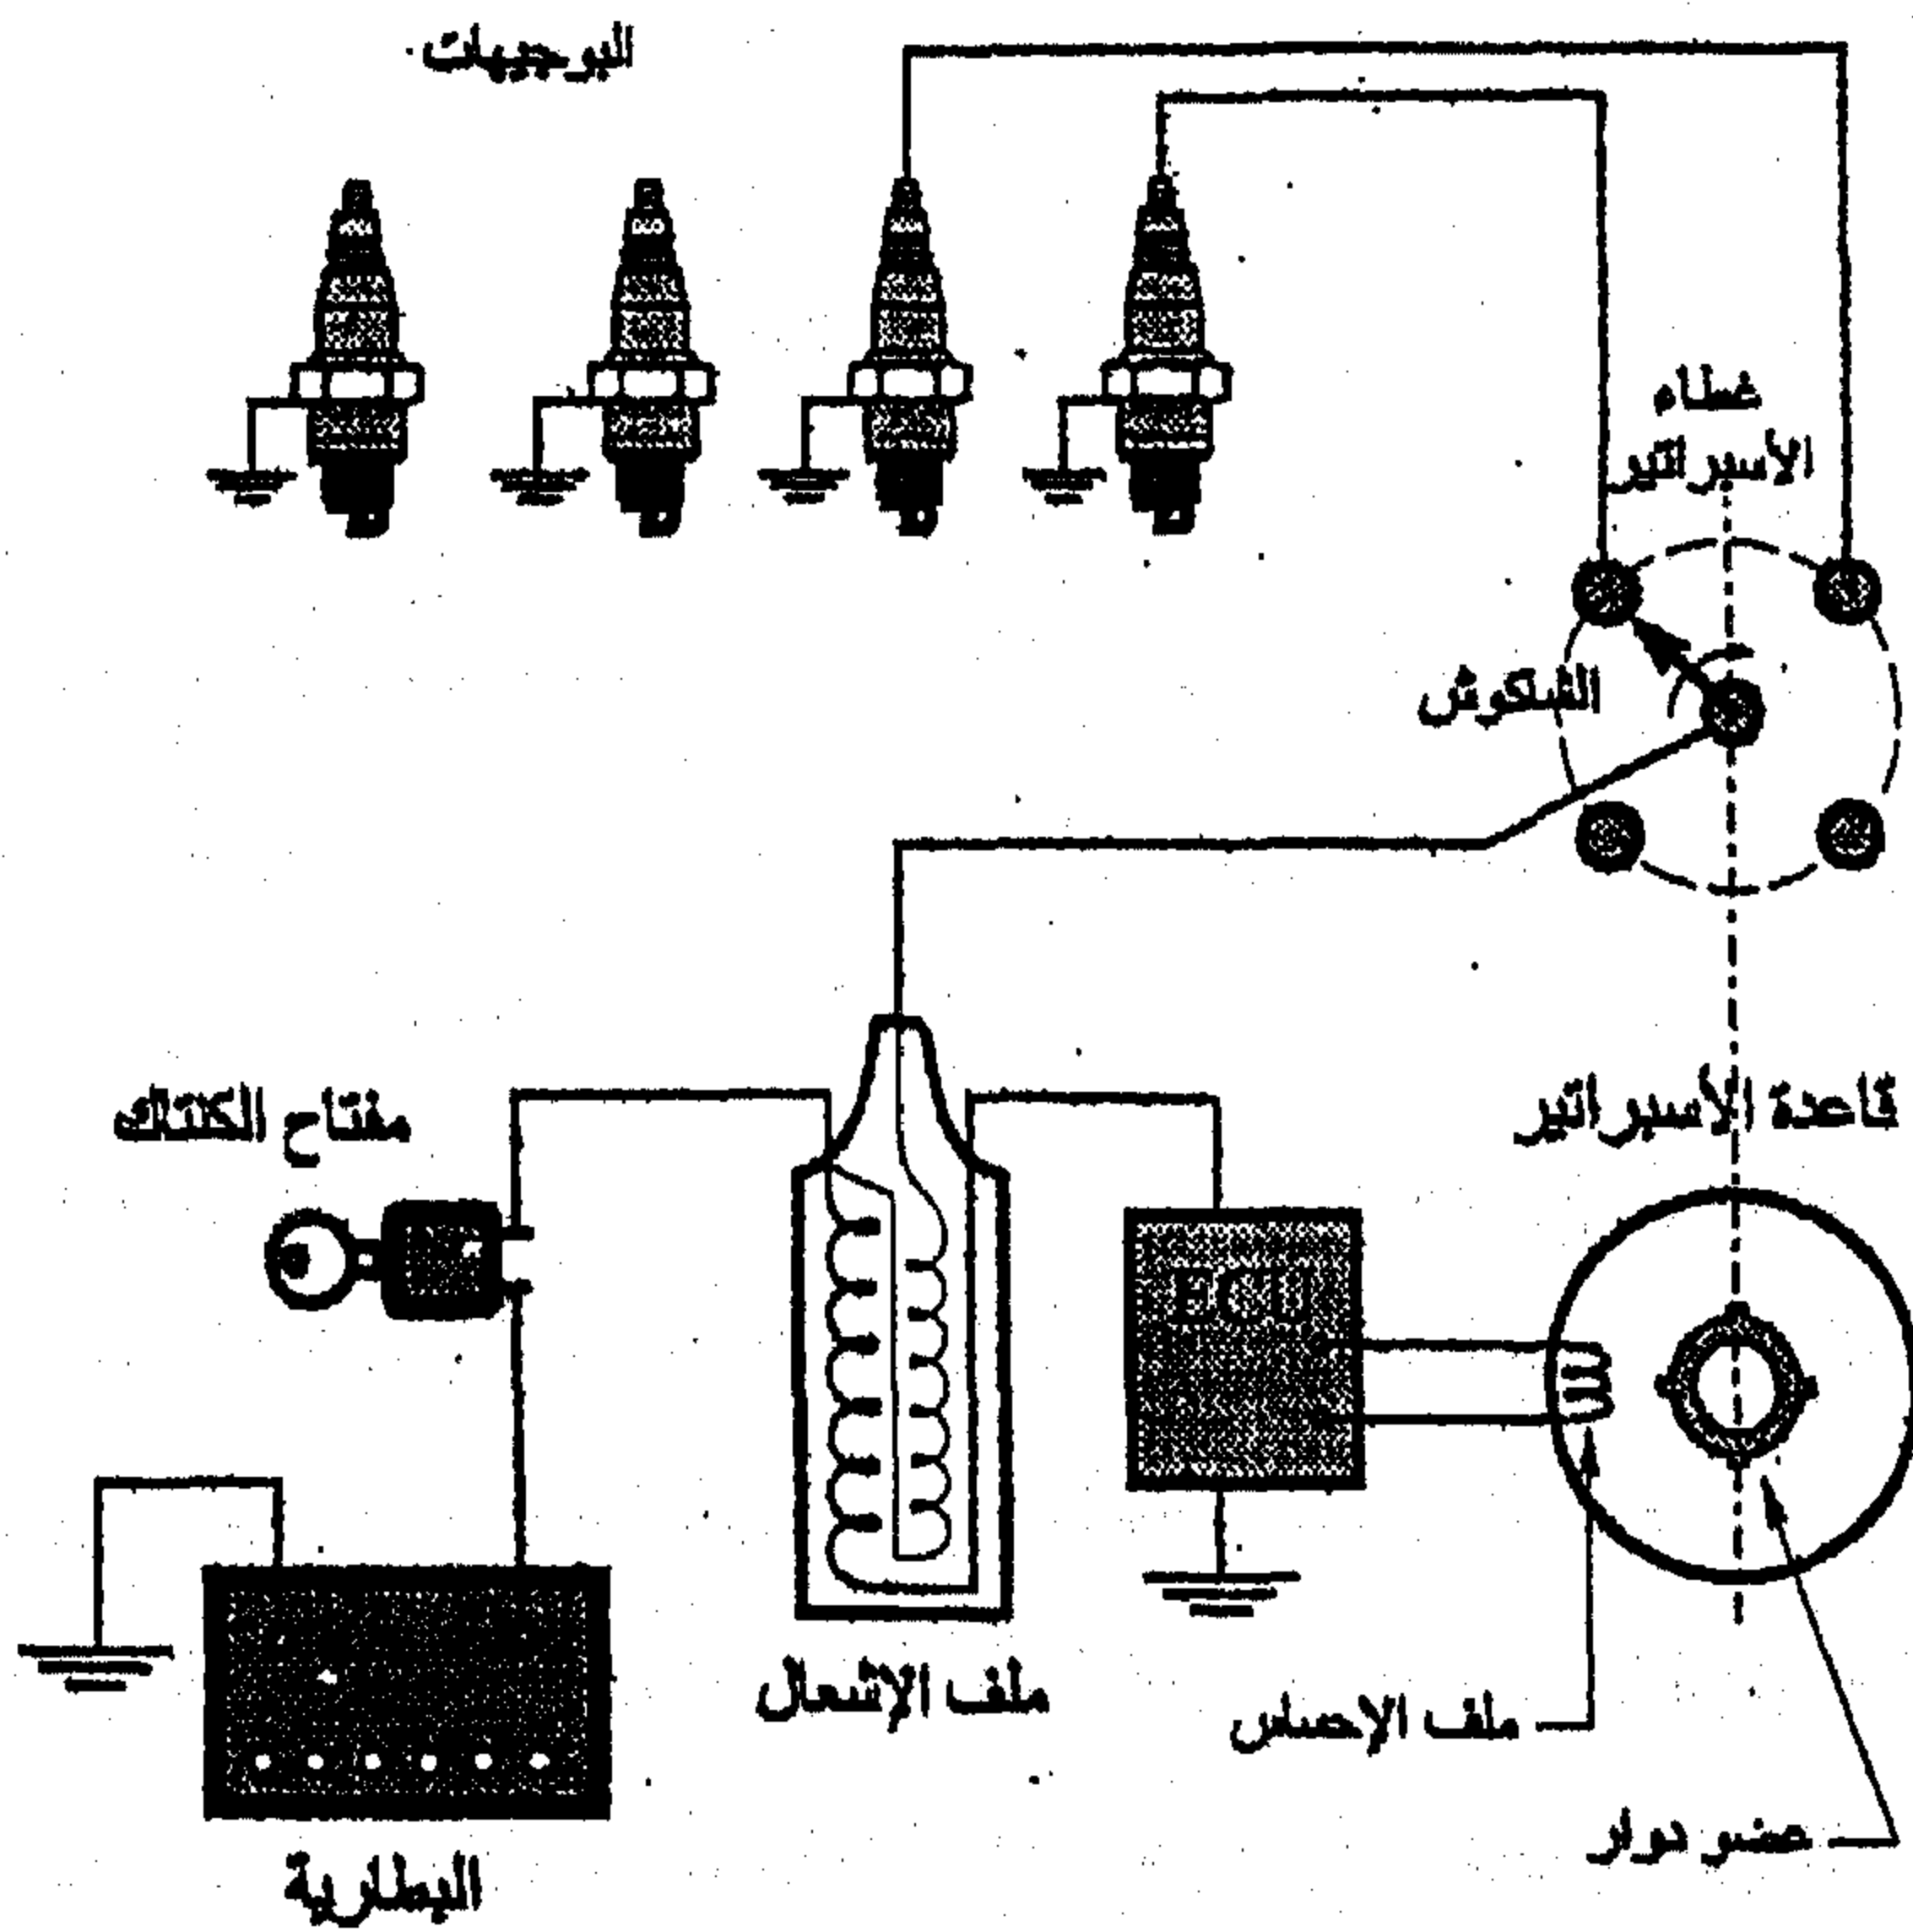 البوجيهات
غطاء
الأسبراتير
الشاكوش
مفتاح الكنتاك
قاعدة الأسبراتير
ECU
ملف الإشعال
ملف الإحساس
عضو دوار
البطارية